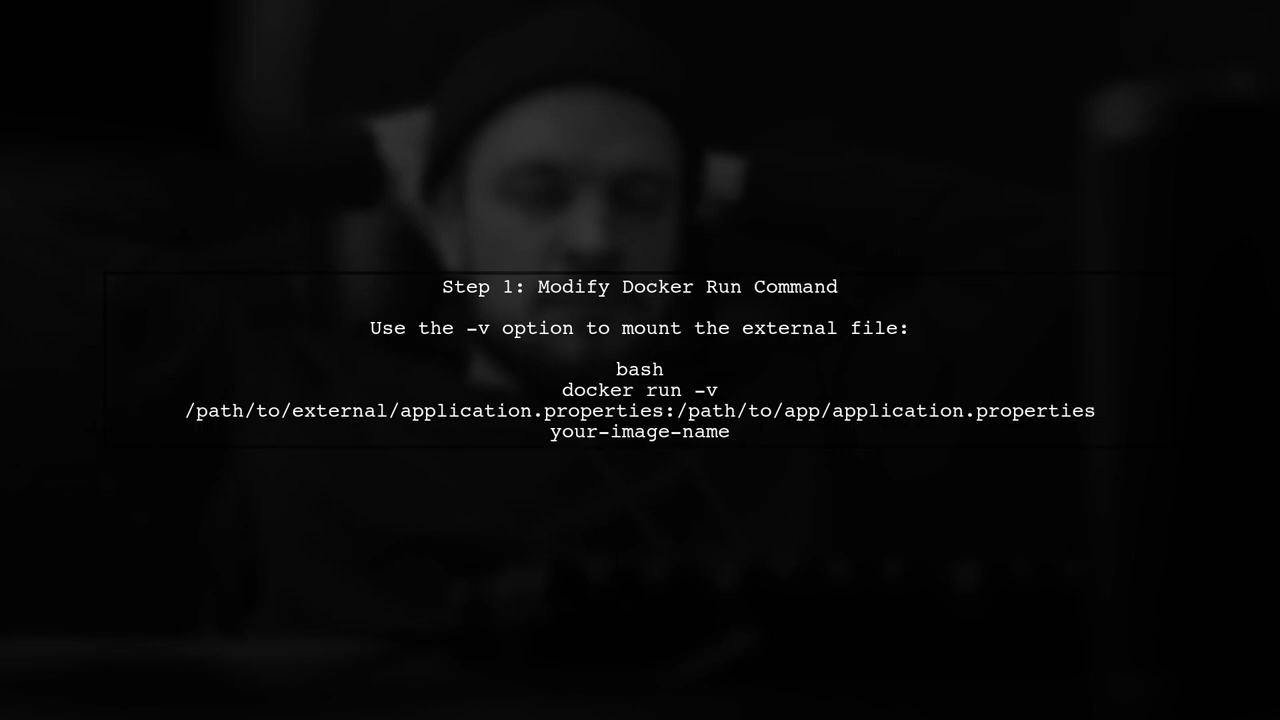 Step 1: Modify Docker Run Command
Use the -v option to mount the external file:
bash
docker run -v
/path/to/external/application.properties:/path/to/app/application.properties
your-image-name